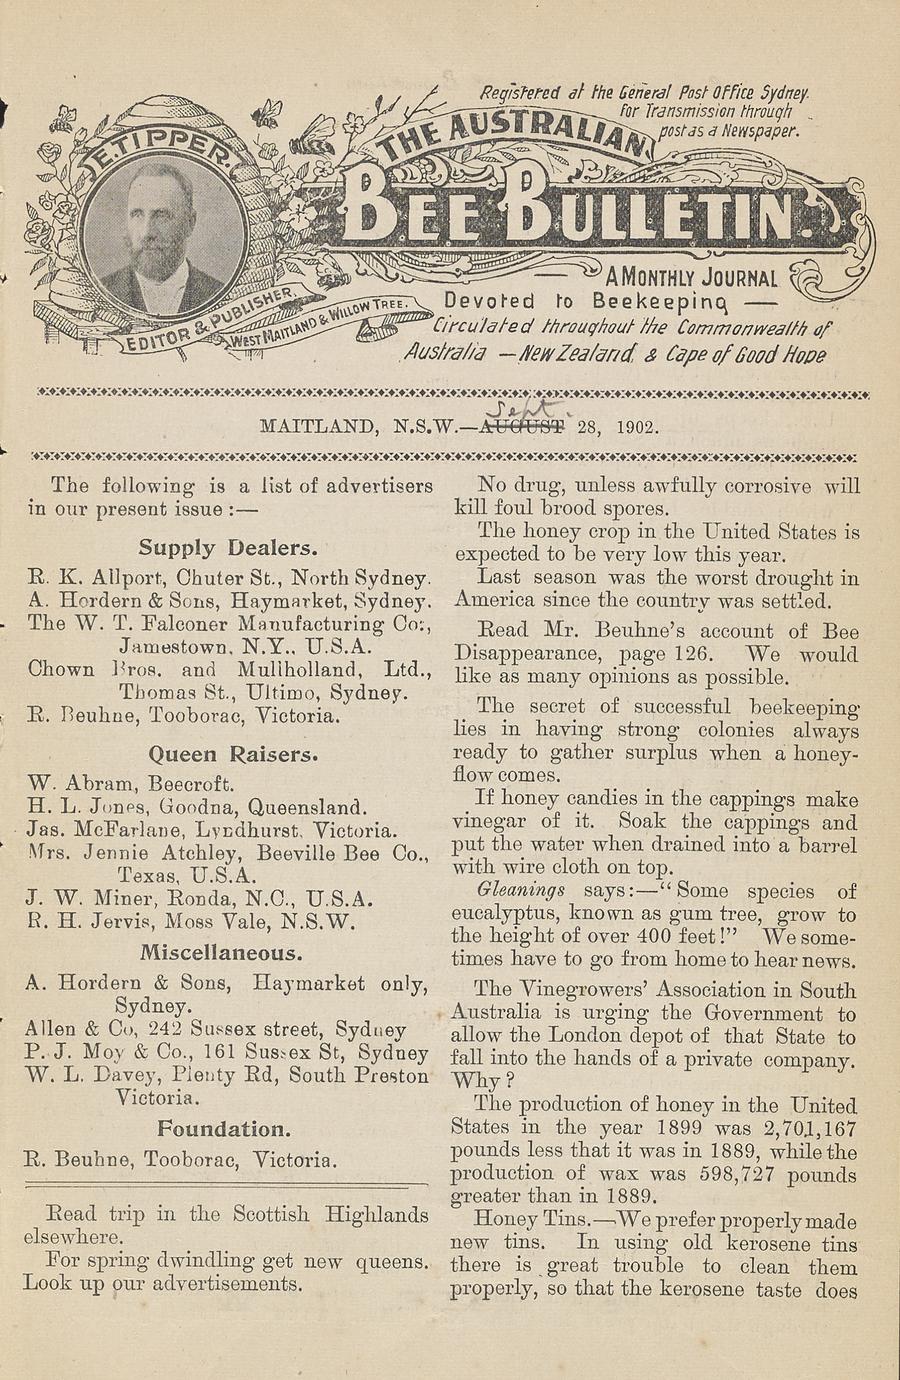 Registered at the General Post Office Sydney.
for Transmission through
post as a Newspaper.
E. TIPPER.
THE AUSTRALIAN
BEE BULLETIN.
A MONTHLY JOURNAL
Devoted to Beekeeping —
Circulated throughout the Commonwealth of
Australia — New Zealand, & Cape of Good Hope
EDITOR & PUBLISHER.
WEST MAITLAND & WILLOW TREE.
Sept.
MAITLAND, N.S.W.—AUGUST 28, 1902.
The following is a list of advertisers
in our present issue :—
Supply Dealers.
R. K. Allport, Chuter St., North Sydney.
A. Hordern & Sons, Haymarket, Sydney.
The W. T. Falconer Manufacturing Co.,
Jamestown, N.Y., U.S.A.
Chown Bros. and Mullholland, Ltd.,
Thomas St., Ultimo, Sydney.
R. Beuhne, Tooborac, Victoria.
Queen Raisers.
W. Abram, Beecroft.
H. L. Jones, Goodna, Queensland.
Jas. McFarlane, Lyndhurst, Victoria.
Mrs. Jennie Atchley, Beeville Bee Co.,
Texas, U.S.A.
J. W. Miner, Ronda, N.C., U.S.A.
R. H. Jervis, Moss Vale, N.S.W.
Miscellaneous.
A. Hordern & Sons, Haymarket only,
Sydney.
Allen & Co, 242 Sussex street, Sydney
P. J. Moy & Co., 161 Sussex St, Sydney
W. L. Davey, Plenty Rd, South Preston
Victoria.
Foundation.
R. Beuhne, Tooborac, Victoria.
Read trip in the Scottish Highlands
elsewhere.
For spring dwindling get new queens.
Look up our advertisements.
No drug, unless awfully corrosive will
kill foul brood spores.
The honey crop in the United States is
expected to be very low this year.
Last season was the worst drought in
America since the country was settled.
Read Mr. Beuhne's account of Bee
Disappearance, page 126. We would
like as many opinions as possible.
The secret of successful beekeeping
lies in having strong colonies always
ready to gather surplus when a honey-
flow comes.
If honey candies in the cappings make
vinegar of it. Soak the cappings and
put the water when drained into a barrel
with wire cloth on top.
Gleanings says:—“Some species of
eucalyptus, known as gum tree, grow to
the height of over 400 feet!” We some-
times have to go from home to hear news.
The Vinegrowers' Association in South
Australia is urging the Government to
allow the London depot of that State to
fall into the hands of a private company.
Why?
The production of honey in the United
States in the year 1899 was 2,701,167
pounds less that it was in 1889, while the
production of wax was 598,727 pounds
greater than in 1889.
Honey Tins.—We prefer properly made
new tins. In using old kerosene tins
there is great trouble to clean them
properly, so that the kerosene taste does